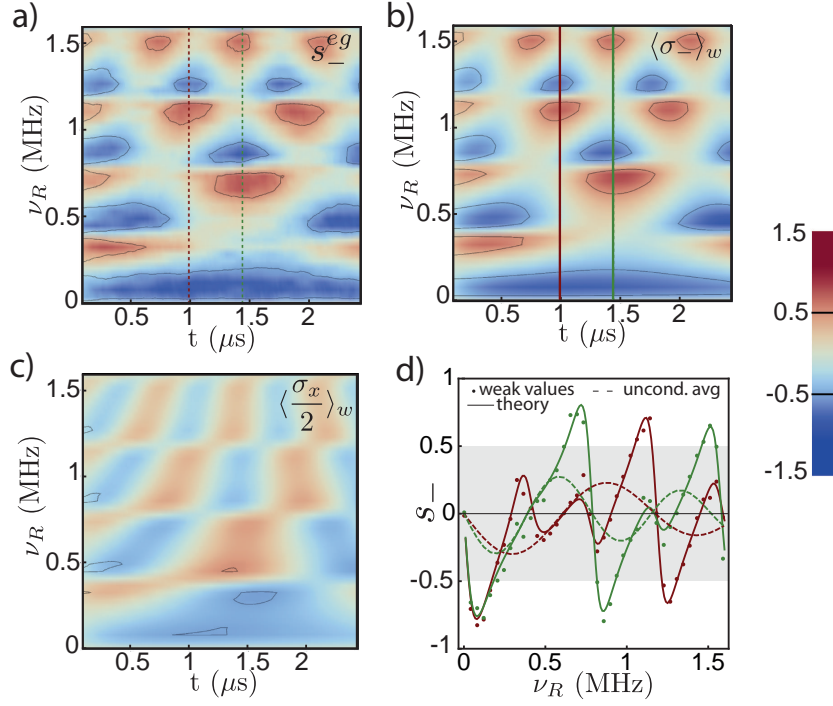 a)
s_-^{eg}
1.5
1
0.5
0
ν_R (MHz)
0.5
1
1.5
2
t (μs)
b)
⟨σ_-⟩_w
1.5
1
0.5
0
ν_R (MHz)
0.5
1
1.5
2
t (μs)
1.5
0.5
-0.5
-1.5
c)
⟨σ_x/2⟩_w
1.5
1
0.5
0
ν_R (MHz)
0.5
1
1.5
2
t (μs)
d)
weak values
uncond. avg
theory
1
0.5
0
-0.5
-1
s_-
0
0.5
1
1.5
ν_R (MHz)